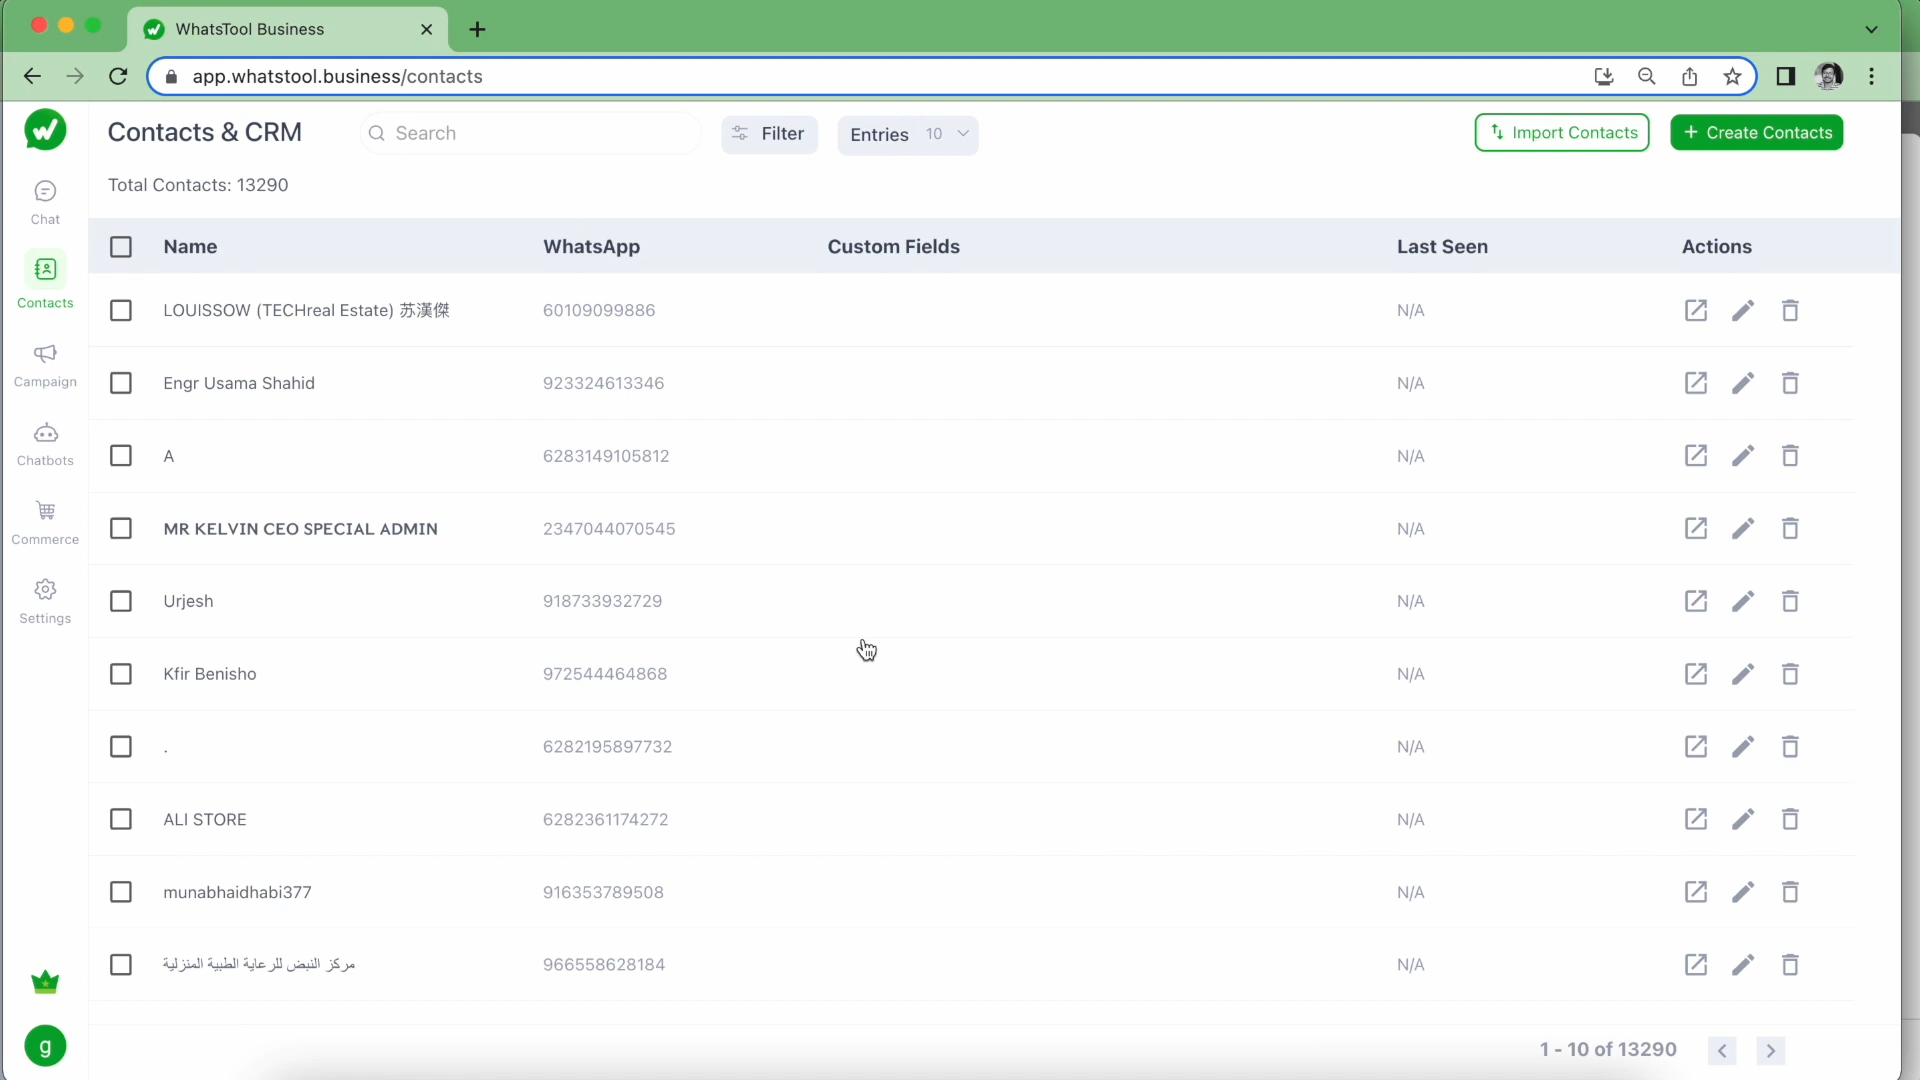 WhatsTool Business
app.whatstool.business/contacts
Contacts & CRM
Search
Filter
Entries 10
Import Contacts
+ Create Contacts
Total Contacts: 13290
Chat
Contacts
Campaign
Chatbots
Commerce
Settings
g
Name WhatsApp Custom Fields Last Seen Actions
LOUISSOW (TECHreal Estate) 苏漢傑 60109099886 N/A
Engr Usama Shahid 923324613346 N/A
A 6283149105812 N/A
MR KELVIN CEO SPECIAL ADMIN 2347044070545 N/A
Urjesh 918733932729 N/A
Kfir Benisho 972544464868 N/A
. 6282195897732 N/A
ALI STORE 6282361174272 N/A
munabhaidhabi377 916353789508 N/A
مركز النبض للرعاية الطبية المنزلية 966558628184 N/A
1 - 10 of 13290